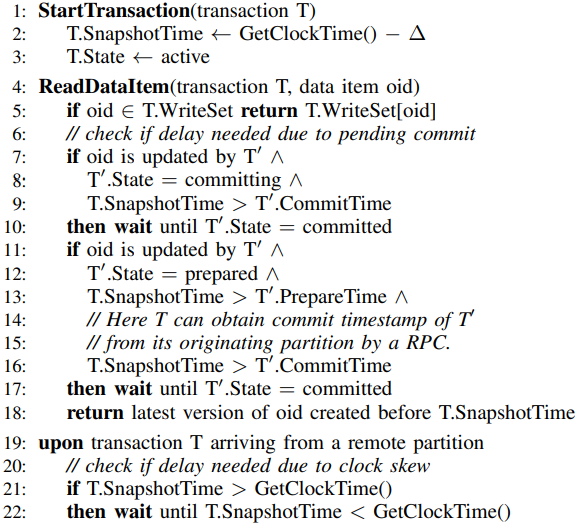 1: StartTransaction(transaction T)
2: T.SnapshotTime ← GetClockTime() − Δ
3: T.State ← active
4: ReadDataItem(transaction T, data item oid)
5: if oid ∈ T.WriteSet return T.WriteSet[oid]
6: // check if delay needed due to pending commit
7: if oid is updated by T′ ∧
8: T′.State = committing ∧
9: T.SnapshotTime > T′.CommitTime
10: then wait until T′.State = committed
11: if oid is updated by T′ ∧
12: T′.State = prepared ∧
13: T.SnapshotTime > T′.PrepareTime ∧
14: // Here T can obtain commit timestamp of T′
15: // from its originating partition by a RPC.
16: T.SnapshotTime > T′.CommitTime
17: then wait until T′.State = committed
18: return latest version of oid created before T.SnapshotTime
19: upon transaction T arriving from a remote partition
20: // check if delay needed due to clock skew
21: if T.SnapshotTime > GetClockTime()
22: then wait until T.SnapshotTime < GetClockTime()